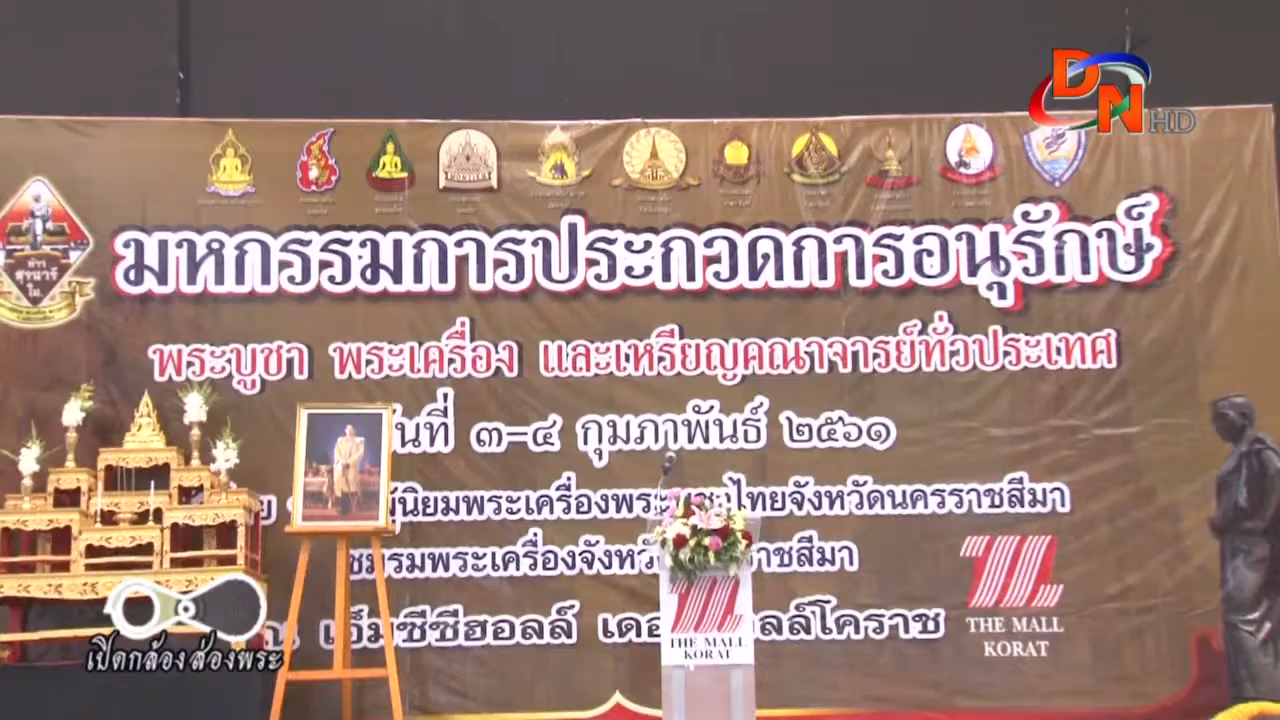 DN HD
มหกรรมการประกวดการอนุรักษ์
ท้าว
สุรนารี
โม.
พระบูชา พระเครื่อง และเหรียญคณาจารย์ทั่วประเทศ
นที่ ๓-๔ กุมภาพันธ์ ๒๕๖๑
นิยมพระเครื่องพระ ไทยจังหวัดนครราชสีมา
ชมรมพระเครื่องจังหวั ราชสีมา
ณ เอ็มซีซีฮอลล์ เดอ ลล์โคราช
THE MALL
KORAT
THE MALL
KORAT
เปิดกล้องส่องพระ